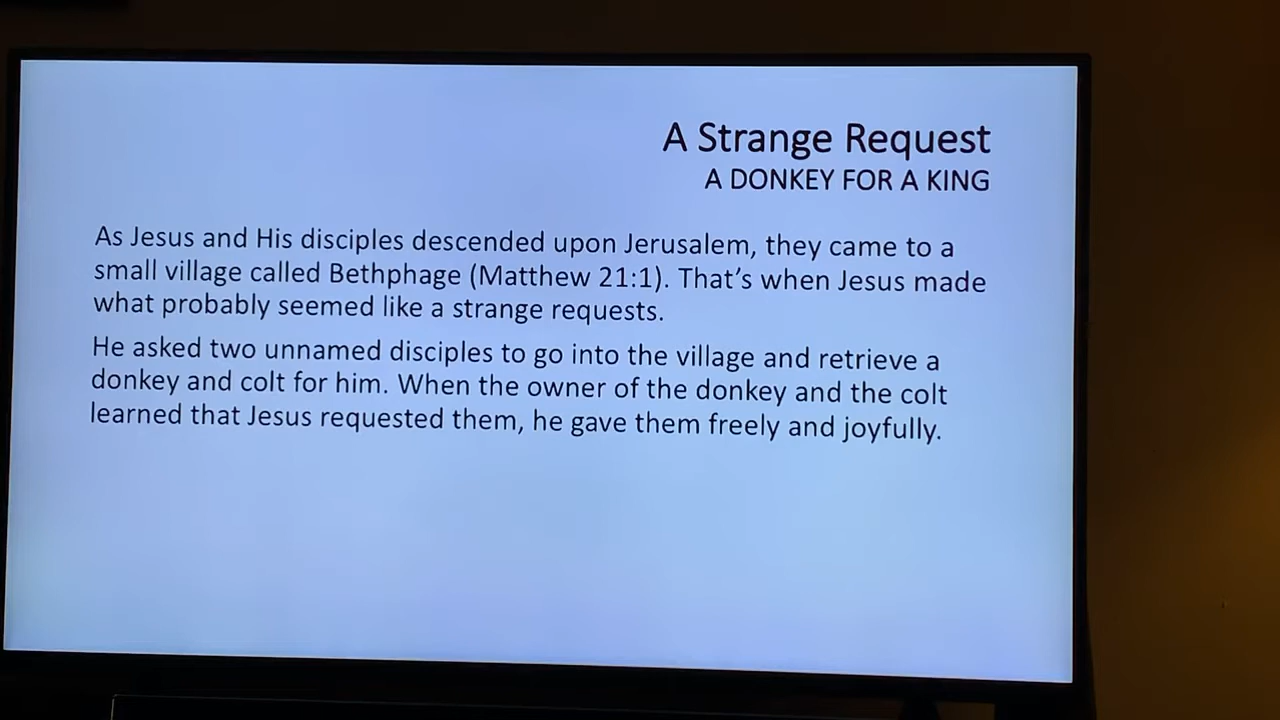 A Strange Request
A DONKEY FOR A KING
As Jesus and His disciples descended upon Jerusalem, they came to a
small village called Bethphage (Matthew 21:1). That’s when Jesus made
what probably seemed like a strange requests.
He asked two unnamed disciples to go into the village and retrieve a
donkey and colt for him. When the owner of the donkey and the colt
learned that Jesus requested them, he gave them freely and joyfully.